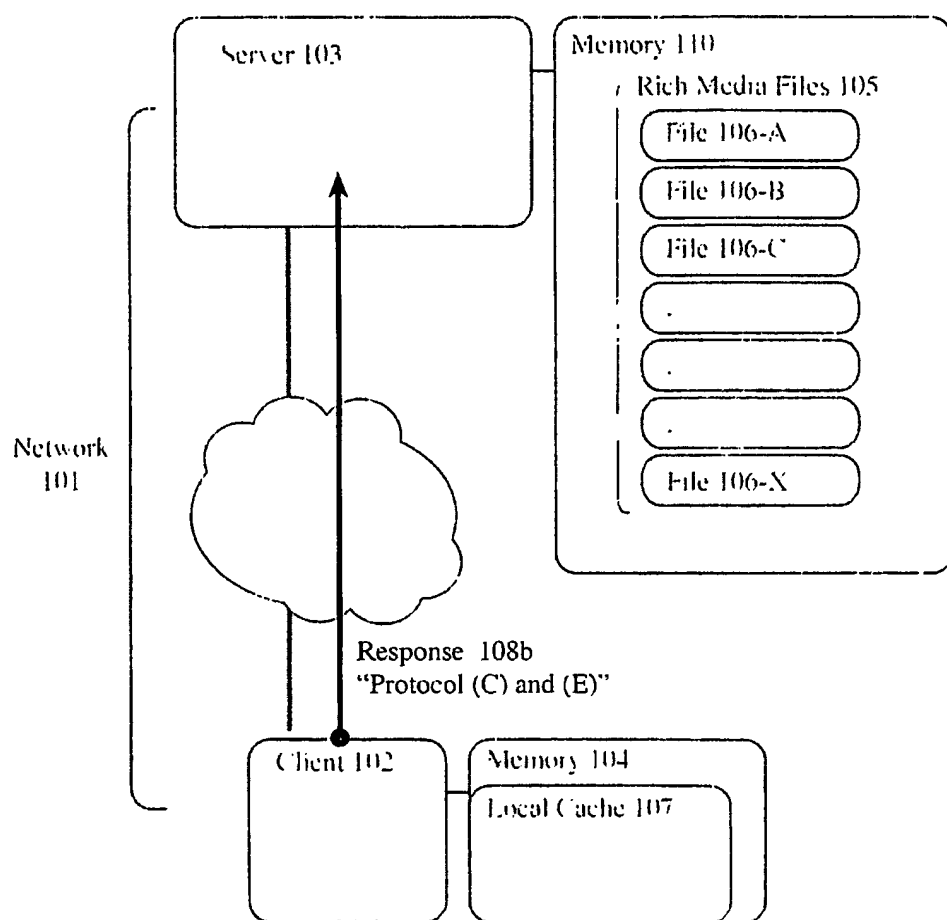 Server 103
Memory 110
Rich Media Files 105
File 106-A
File 106-B
File 106-C
.
.
.
File 106-X
Network
101
Response 108b
“Protocol (C) and (E)”
Client 102
Memory 104
Local Cache 107